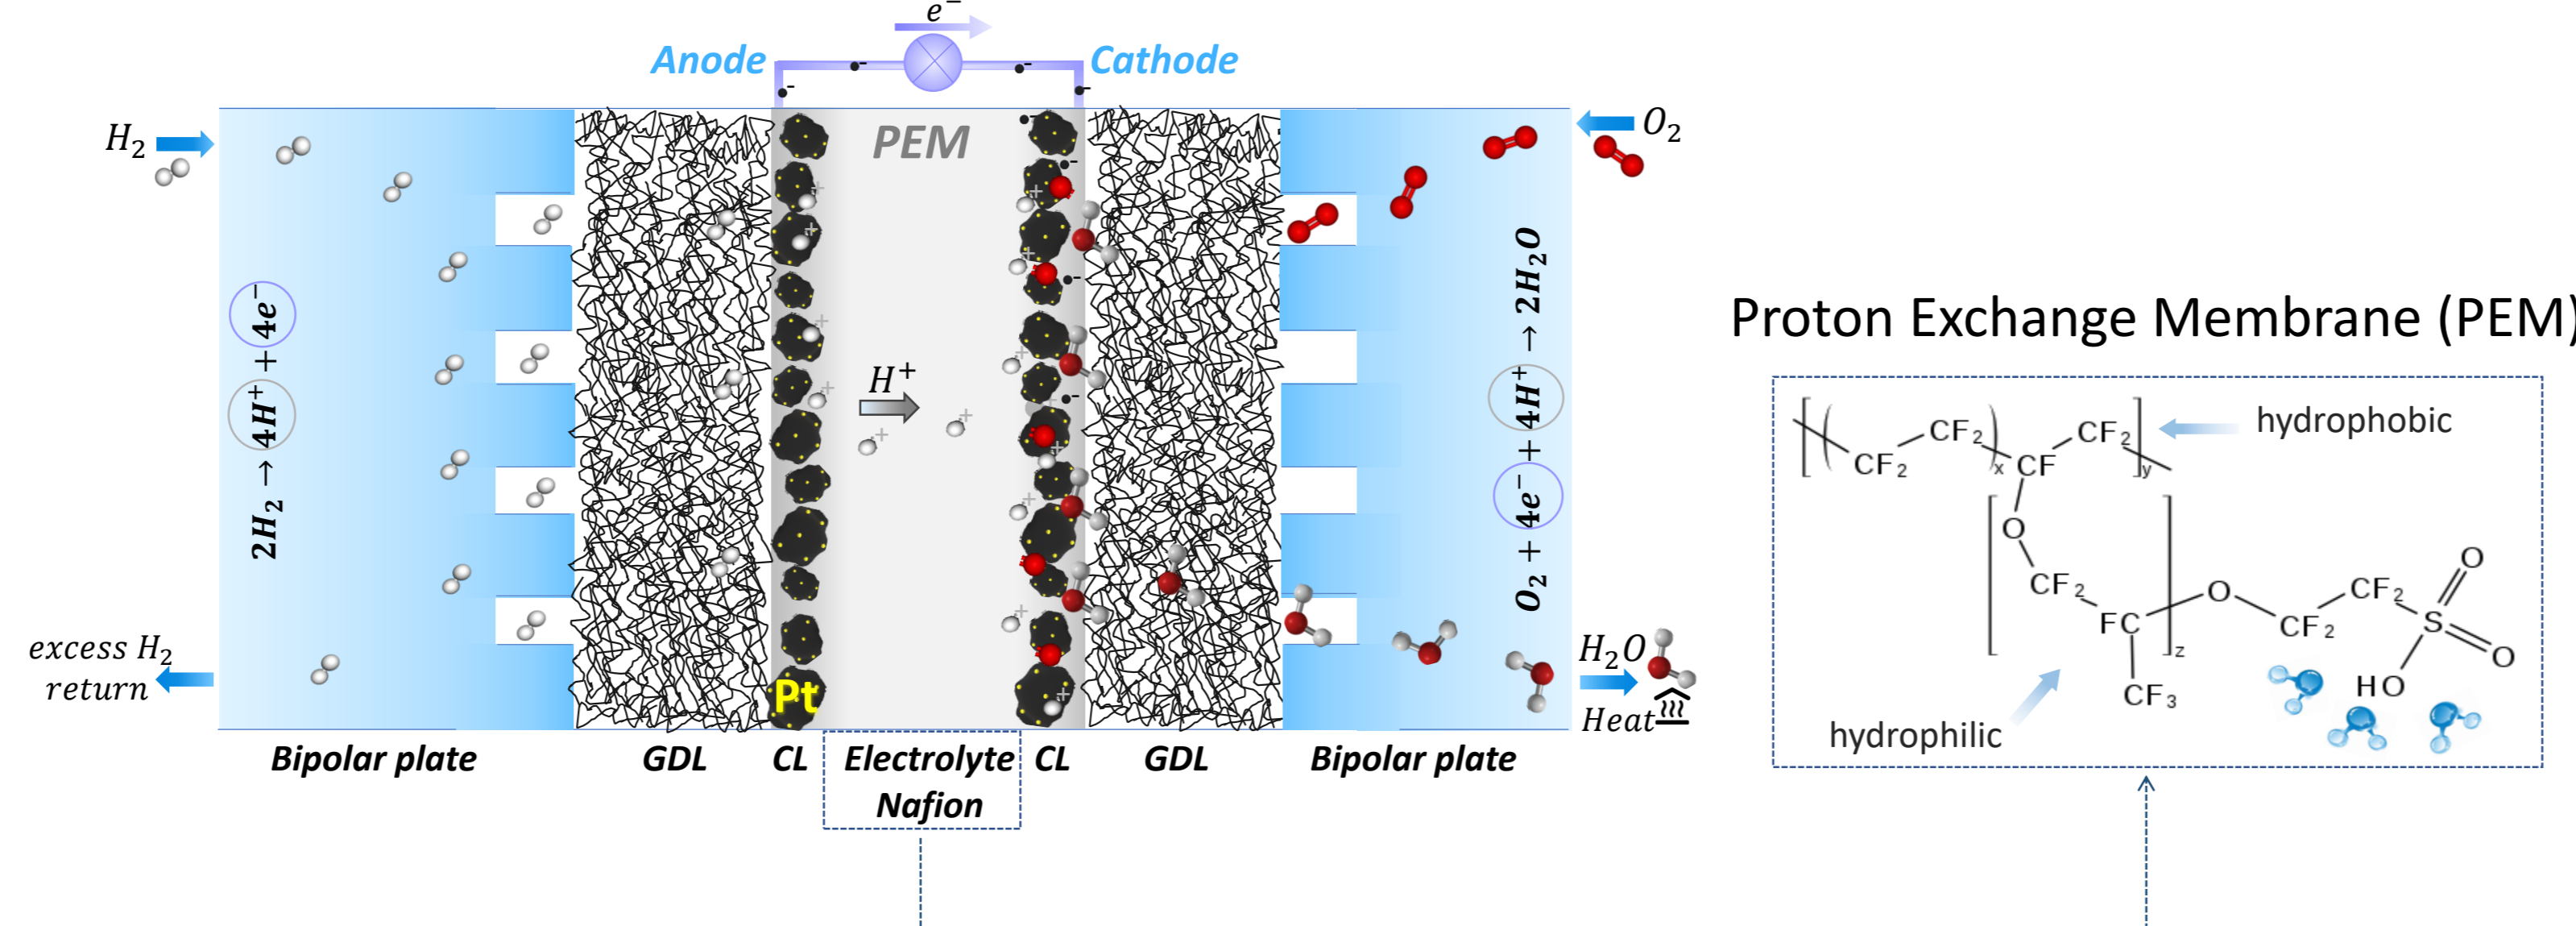 e⁻
Anode
Cathode
H₂
PEM
O₂
2H₂ → 4H⁺ + 4e⁻
H⁺
O₂ + 4e⁻ + 4H⁺ → 2H₂O
excess H₂
return
Pt
H₂O
Heat
Bipolar plate
GDL
CL
Electrolyte
Nafion
CL
GDL
Bipolar plate
Proton Exchange Membrane (PEM)
hydrophobic
CF₂
CF₂
x
CF
CF₂
y
O
CF₂
FC
z
CF₃
O
CF₂
CF₂
S
O
O
HO
hydrophilic